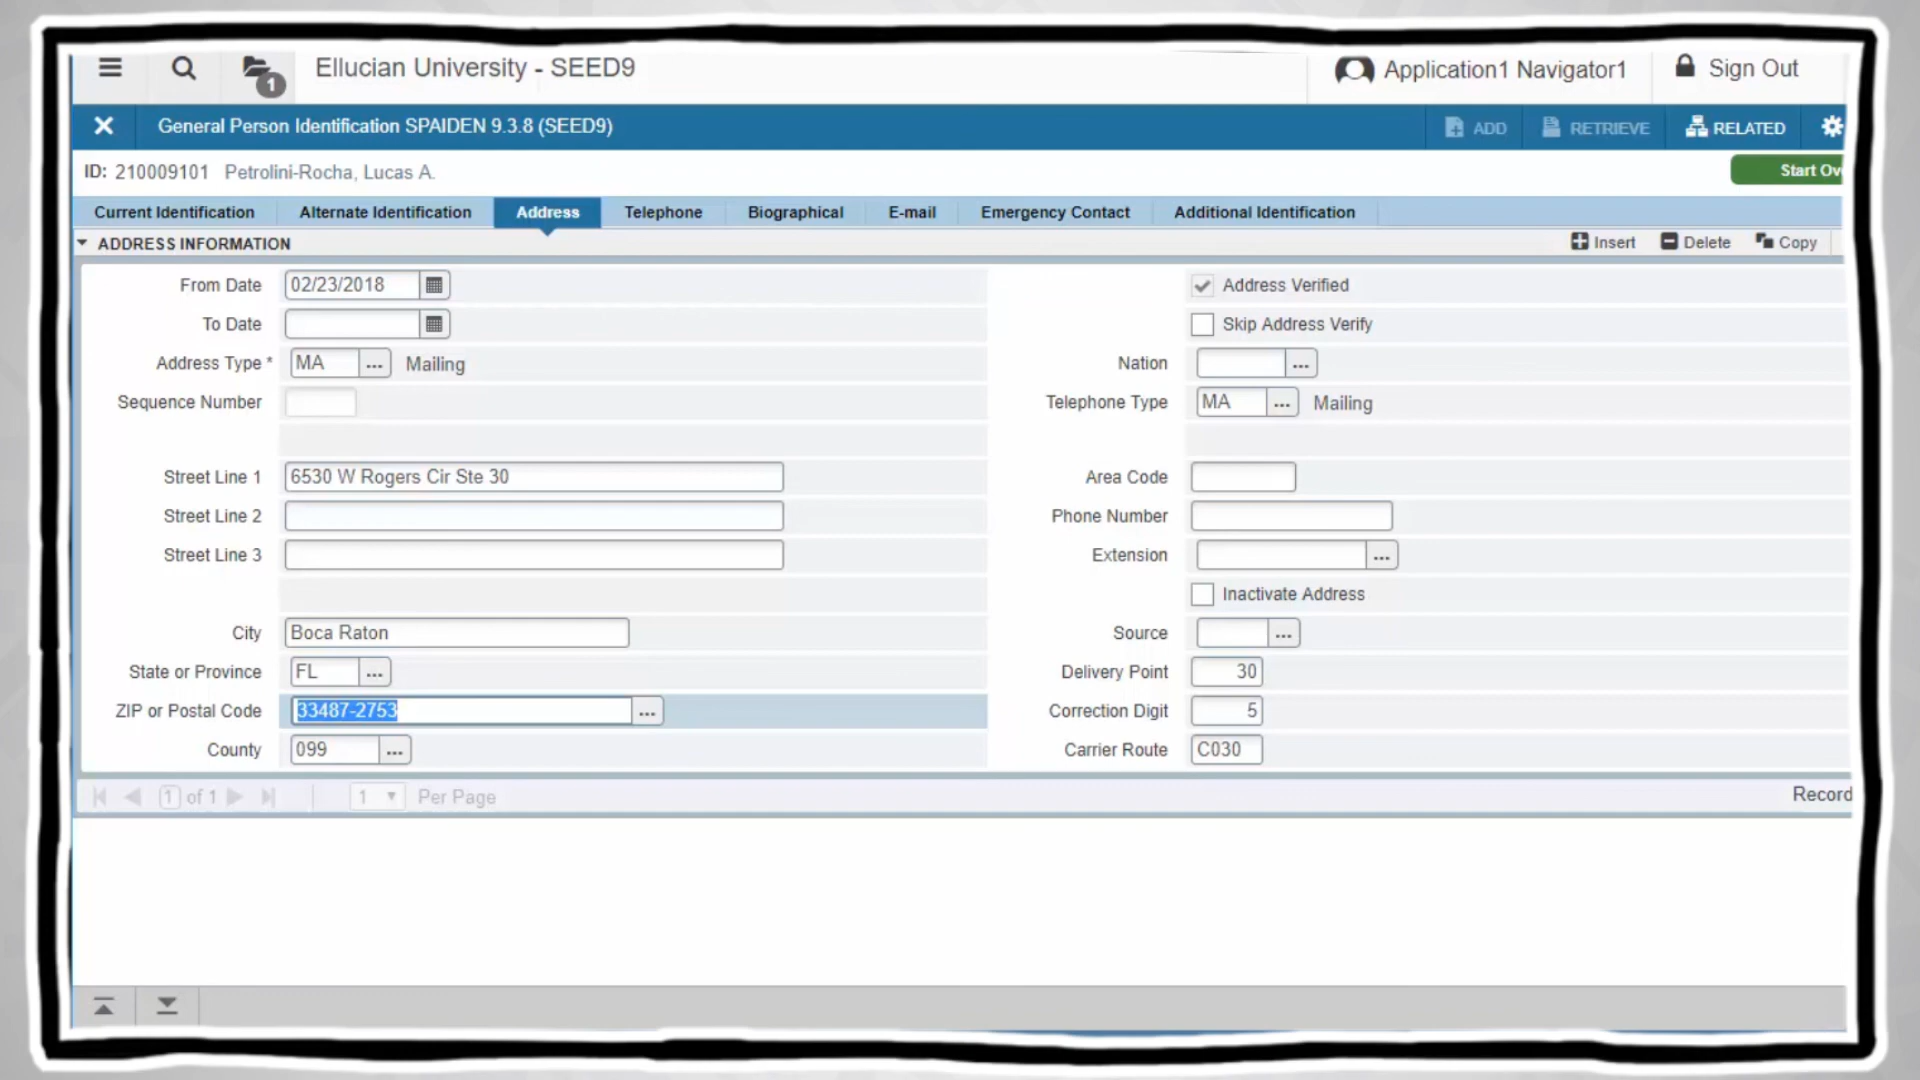 1
Ellucian University - SEED9
Application1 Navigator1
Sign Out
General Person Identification SPAIDEN 9.3.8 (SEED9)
ADD
RETRIEVE
RELATED
ID: 210009101 Petrolini-Rocha, Lucas A.
Start Ov
Current Identification
Alternate Identification
Address
Telephone
Biographical
E-mail
Emergency Contact
Additional Identification
ADDRESS INFORMATION
Insert
Delete
Copy
From Date 02/23/2018
Address Verified
To Date
Skip Address Verify
Address Type * MA ... Mailing
Nation ...
Sequence Number
Telephone Type MA ... Mailing
Street Line 1 6530 W Rogers Cir Ste 30
Area Code
Street Line 2
Phone Number
Street Line 3
Extension ...
Inactivate Address
City Boca Raton
Source ...
State or Province FL ...
Delivery Point 30
ZIP or Postal Code 33487-2753 ...
Correction Digit 5
County 099 ...
Carrier Route C030
1 of 1
1 Per Page
Record